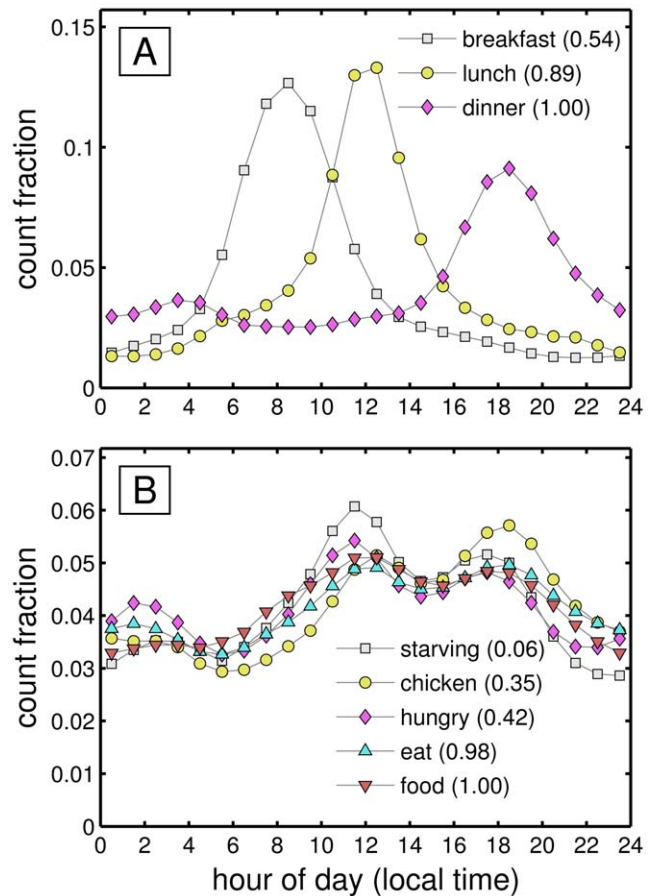 A
breakfast (0.54)
lunch (0.89)
dinner (1.00)
count fraction
0.15
0.1
0.05
0
0 2 4 6 8 10 12 14 16 18 20 22 24
B
starving (0.06)
chicken (0.35)
hungry (0.42)
eat (0.98)
food (1.00)
count fraction
0.07
0.06
0.05
0.04
0.03
0.02
0.01
0
0 2 4 6 8 10 12 14 16 18 20 22 24
hour of day (local time)